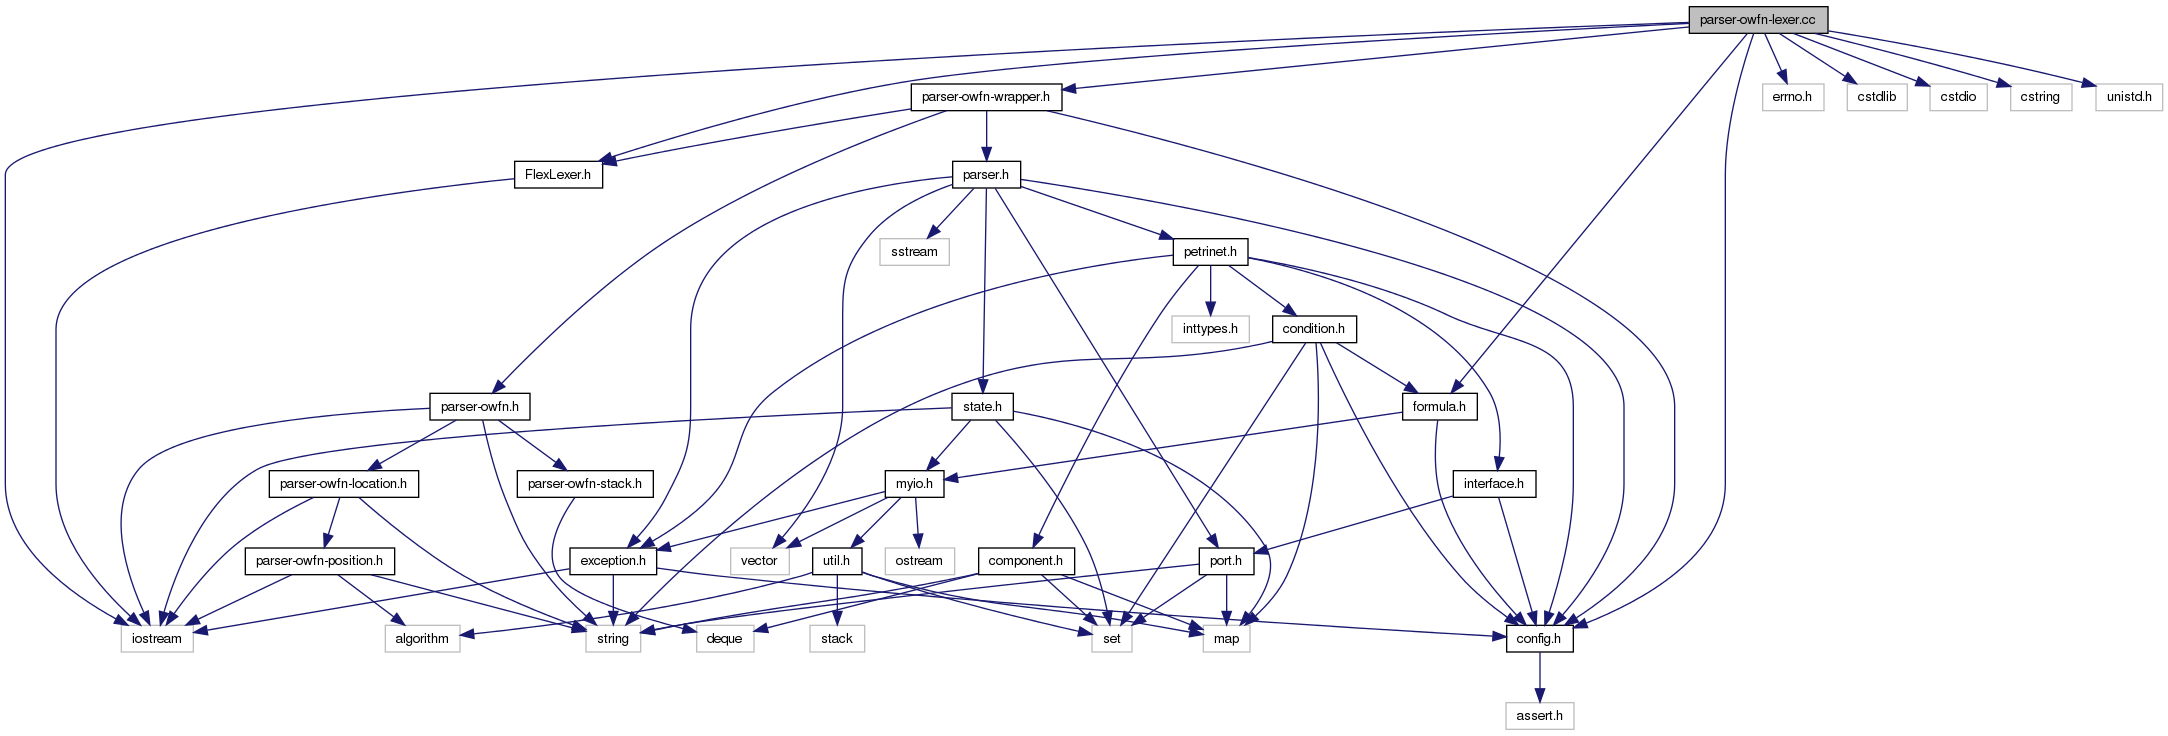 parser-owfn-lexer.cc
parser-owfn-wrapper.h
errno.h
cstdlib
cstdio
cstring
unistd.h
FlexLexer.h
parser.h
sstream
petrinet.h
inttypes.h
condition.h
parser-owfn.h
state.h
formula.h
parser-owfn-location.h
parser-owfn-stack.h
myio.h
interface.h
parser-owfn-position.h
exception.h
vector
util.h
ostream
component.h
port.h
iostream
algorithm
string
deque
stack
set
map
config.h
assert.h